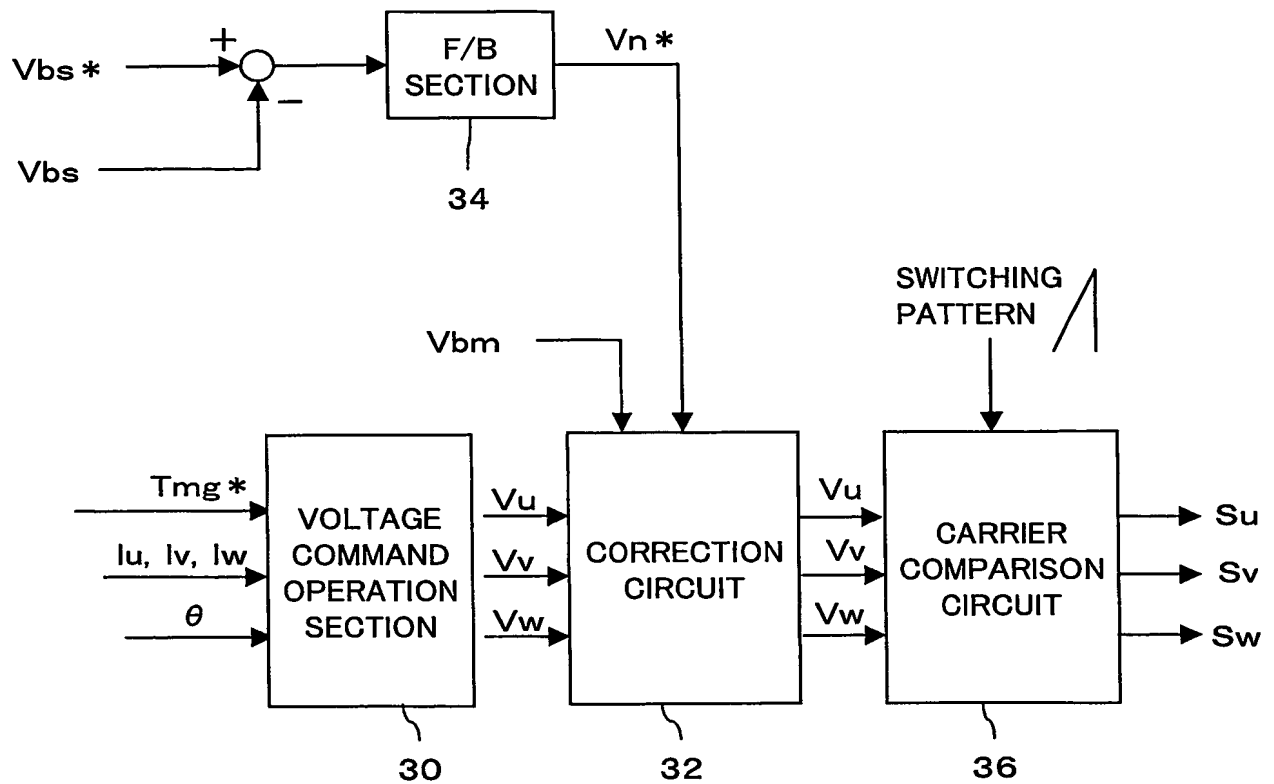 Vbs*
+
−
Vbs
F/B
SECTION
34
Vn*
Vbm
SWITCHING
PATTERN
Tmg*
Iu, Iv, Iw
θ
VOLTAGE
COMMAND
OPERATION
SECTION
30
Vu
Vv
Vw
CORRECTION
CIRCUIT
32
Vu
Vv
Vw
CARRIER
COMPARISON
CIRCUIT
36
Su
Sv
Sw